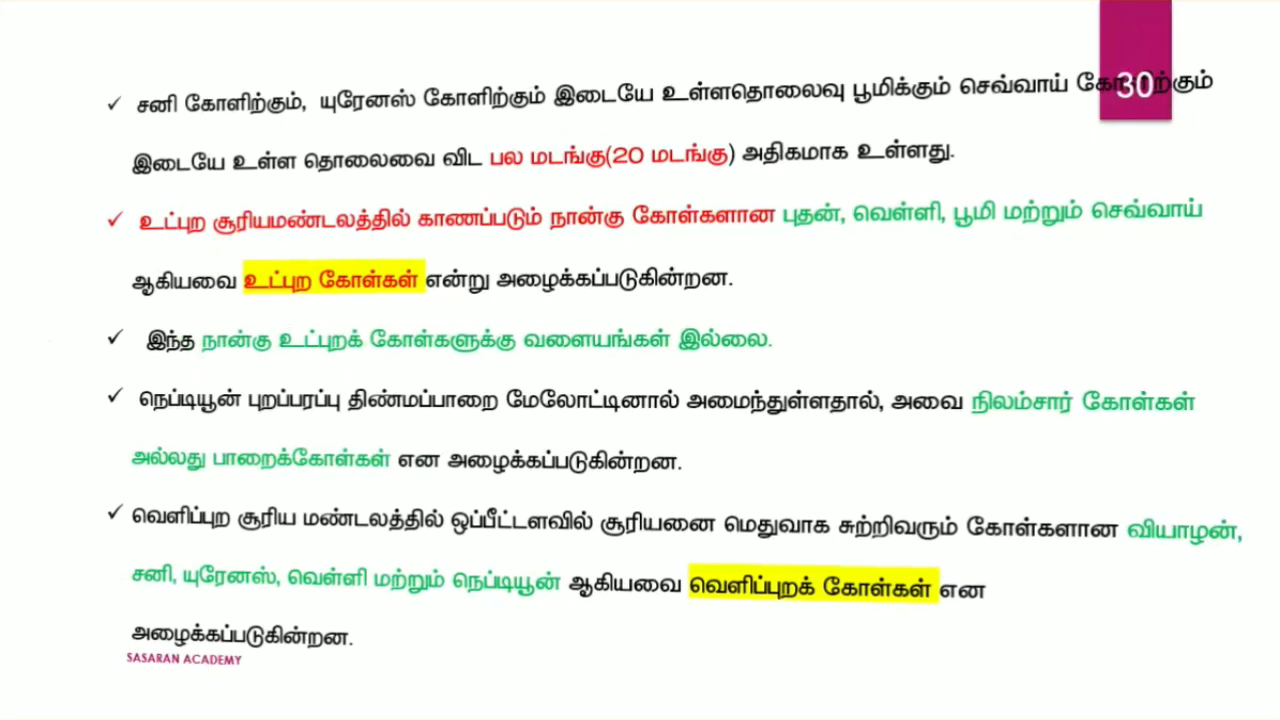 30
✓ சனி கோளிற்கும், யுரேனஸ் கோளிற்கும் இடையே உள்ளதொலைவு பூமிக்கும் செவ்வாய் கோளிற்கும்
இடையே உள்ள தொலைவை விட பல மடங்கு(20 மடங்கு) அதிகமாக உள்ளது.
✓ உட்புற சூரியமண்டலத்தில் காணப்படும் நான்கு கோள்களான புதன், வெள்ளி, பூமி மற்றும் செவ்வாய்
ஆகியவை உட்புற கோள்கள் என்று அழைக்கப்படுகின்றன.
✓ இந்த நான்கு உட்புறக் கோள்களுக்கு வளையங்கள் இல்லை.
✓ நெப்டியூன் புறப்பரப்பு திண்மப்பாறை மேலோட்டினால் அமைந்துள்ளதால், அவை நிலம்சார் கோள்கள்
அல்லது பாறைக்கோள்கள் என அழைக்கப்படுகின்றன.
✓ வெளிப்புற சூரிய மண்டலத்தில் ஒப்பீட்டளவில் சூரியனை மெதுவாக சுற்றிவரும் கோள்களான வியாழன்,
சனி, யுரேனஸ், வெள்ளி மற்றும் நெப்டியூன் ஆகியவை வெளிப்புறக் கோள்கள் என
அழைக்கப்படுகின்றன.
SASARAN ACADEMY